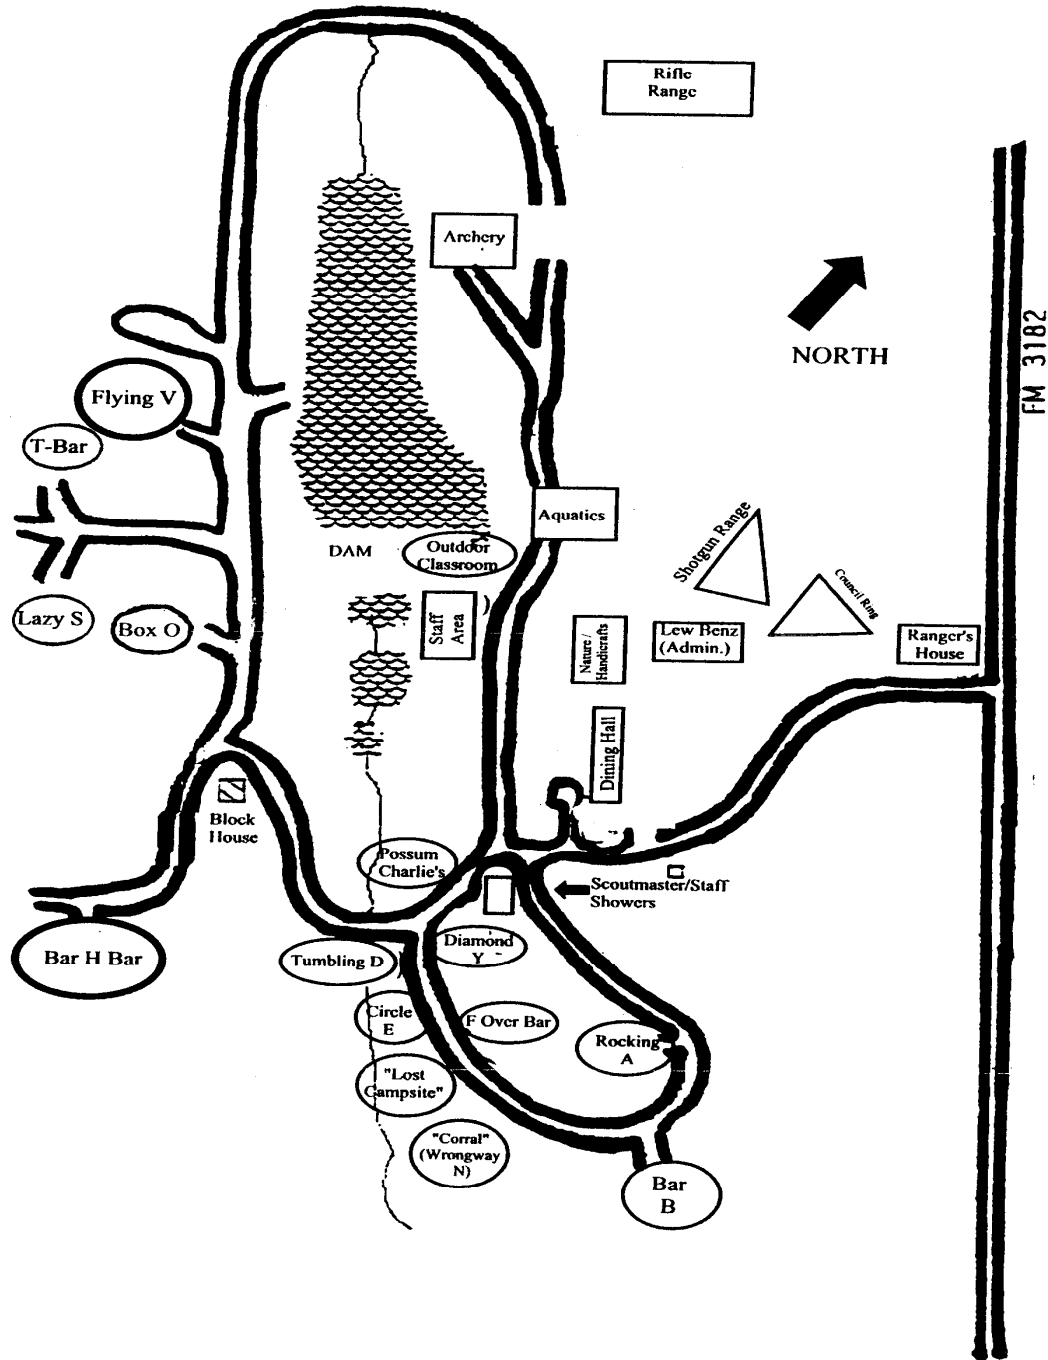 Rifle
Range
Archery
NORTH
FM 3182
Flying V
T-Bar
Shotgun Range
Aquatics
DAM
Outdoor
Classroom
Council Ring
Lazy S
Box O
Staff
Area
Nature /
Handicrafts
Lew Benz
(Admin.)
Ranger's
House
Dining Hall
Block
House
Possum
Charlie's
Scoutmaster/Staff
Showers
Bar H Bar
Tumbling D
Diamond
Y
Circle
E
F Over Bar
Rocking
A
"Lost
Campsite"
"Corral"
(Wrongway
N)
Bar
B